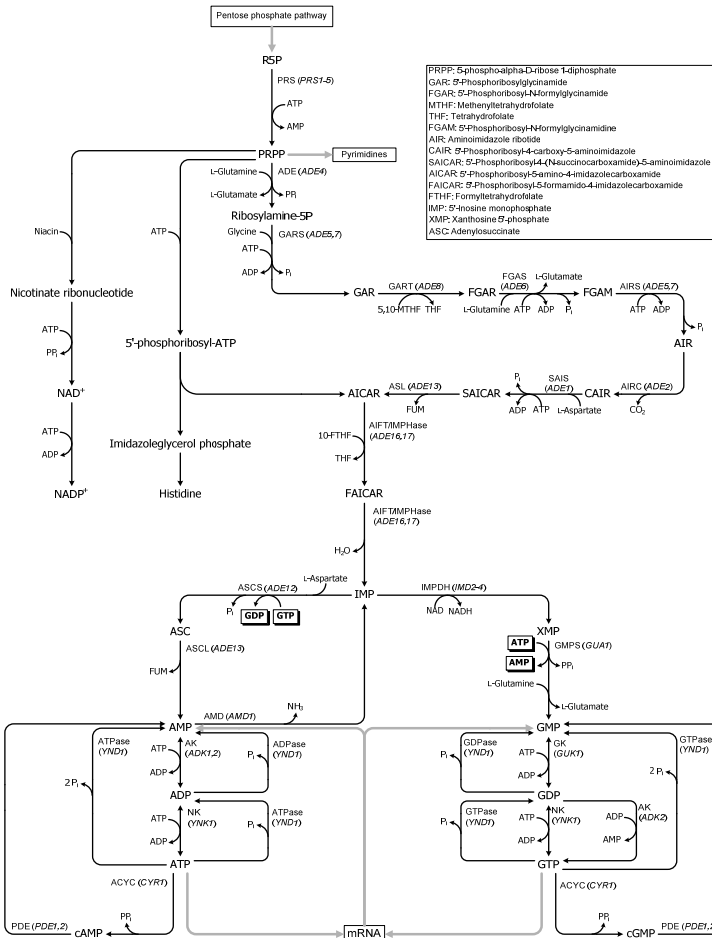 Pentose phosphate pathway
R5P
PRS (PRS1-5)
ATP
AMP
PRPP
Pyrimidines
PRPP: 5-phospho-alpha-D-ribose 1-diphosphate
GAR: 5'-Phosphoribosylglycinamide
FGAR: 5'-Phosphoribosyl-N-formylglycinamide
MTHF: Methenyltetrahydrofolate
THF: Tetrahydrofolate
FGAM: 5'-Phosphoribosyl-N-formylglycinamidine
AIR: Aminoimidazole ribotide
CAIR: 5'-Phosphoribosyl-4-carboxy-5-aminoimidazole
SAICAR: 5'-Phosphoribosyl-4-(N-succinocarboxamide)-5-aminoimidazole
AICAR: 5'-Phosphoribosyl-5-amino-4-imidazolecarboxamide
FAICAR: 5'-Phosphoribosyl-5-formamido-4-imidazolecarboxamide
FTHF: Formyltetrahydrofolate
IMP: 5'-Inosine monophosphate
XMP: Xanthosine 5'-phosphate
ASC: Adenylosuccinate
L-Glutamine
ADE (ADE4)
L-Glutamate
PPi
Ribosylamine-5P
Niacin
ATP
Glycine
GARS (ADE5,7)
ATP
ADP
Pi
Nicotinate ribonucleotide
GAR
GART (ADE8)
5,10-MTHF
THF
FGAR
FGAS
(ADE6)
L-Glutamate
L-Glutamine
ATP
ADP
Pi
FGAM
AIRS (ADE5,7)
ATP
ADP
Pi
AIR
ATP
PPi
5'-phosphoribosyl-ATP
NAD+
AICAR
ASL (ADE13)
FUM
SAICAR
Pi
SAIS
(ADE1)
ADP
ATP
L-Aspartate
CAIR
AIRC (ADE2)
CO2
ATP
ADP
Imidazoleglycerol phosphate
10-FTHF
AIFT/IMPHase
(ADE16,17)
THF
NADP+
Histidine
FAICAR
AIFT/IMPHase
(ADE16,17)
H2O
IMP
ASCS (ADE12)
L-Aspartate
Pi
GDP
GTP
IMPDH (IMD2-4)
NAD
NADH
ASC
XMP
ASCL (ADE13)
FUM
ATP
GMPS (GUA1)
AMP
PPi
L-Glutamine
L-Glutamate
AMP
AMD (AMD1)
NH3
GMP
ATPase
(YND1)
ATP
AK
(ADK1,2)
ADP
Pi
ADPase
(YND1)
GDPase
(YND1)
Pi
ATP
GK
(GUK1)
ADP
GTPase
(YND1)
2 Pi
2 Pi
ADP
GDP
ATP
NK
(YNK1)
ADP
Pi
ATPase
(YND1)
GTPase
(YND1)
Pi
ATP
NK
(YNK1)
ADP
ADP
AK
(ADK2)
AMP
ATP
GTP
ACYC (CYR1)
ACYC (CYR1)
PPi
PPi
PDE (PDE1,2)
cAMP
mRNA
cGMP
PDE (PDE1,2